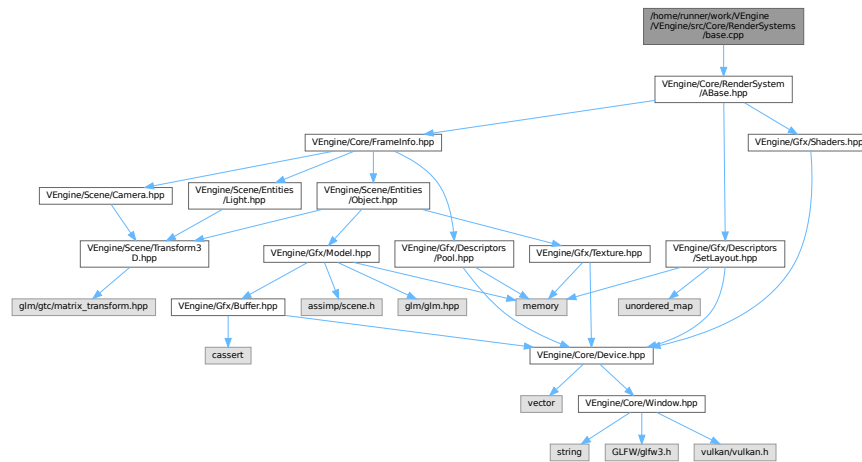 /home/runner/work/VEngine
/VEngine/src/Core/RenderSystems
/base.cpp
VEngine/Core/RenderSystem
/ABase.hpp
VEngine/Core/FrameInfo.hpp
VEngine/Gfx/Shaders.hpp
VEngine/Scene/Camera.hpp
VEngine/Scene/Entities
/Light.hpp
VEngine/Scene/Entities
/Object.hpp
VEngine/Scene/Transform3
D.hpp
VEngine/Gfx/Model.hpp
VEngine/Gfx/Descriptors
/Pool.hpp
VEngine/Gfx/Texture.hpp
VEngine/Gfx/Descriptors
/SetLayout.hpp
glm/gtc/matrix_transform.hpp
VEngine/Gfx/Buffer.hpp
assimp/scene.h
glm/glm.hpp
memory
unordered_map
cassert
VEngine/Core/Device.hpp
vector
VEngine/Core/Window.hpp
string
GLFW/glfw3.h
vulkan/vulkan.h